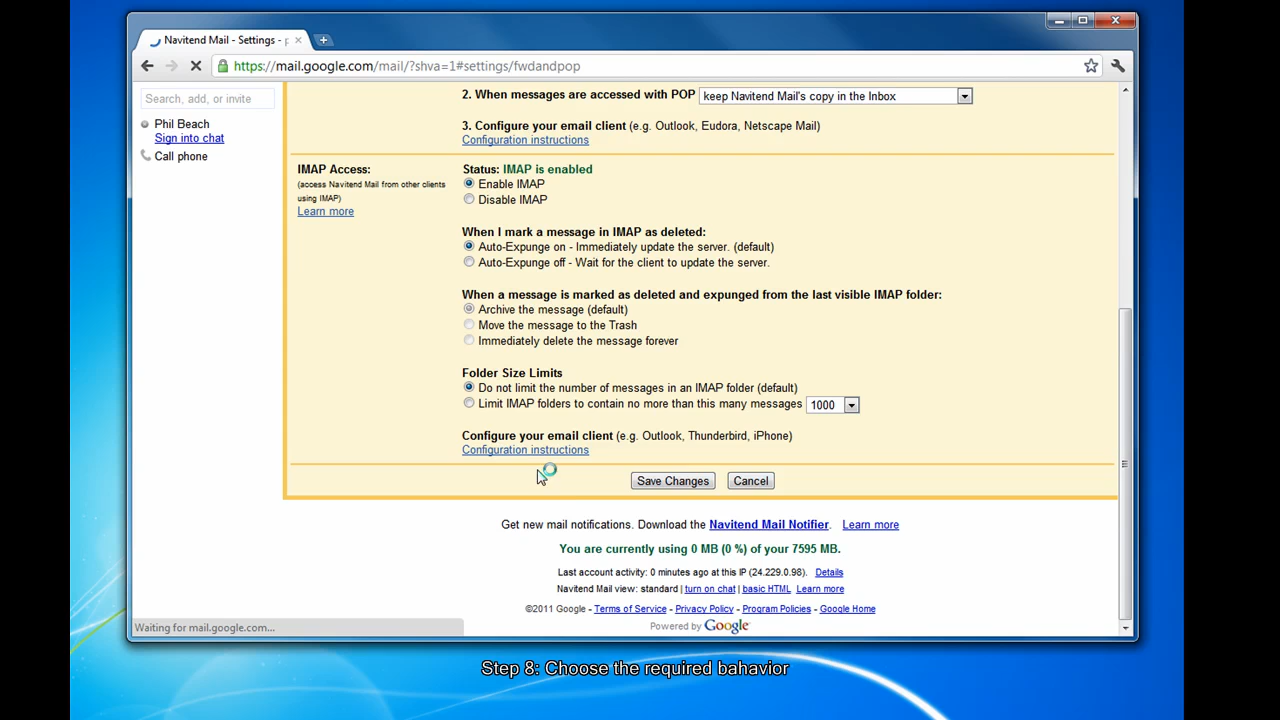 Navitend Mail - Settings - p
https://mail.google.com/mail/?shva=1#settings/fwdandpop
Search, add, or invite
Phil Beach
Sign into chat
Call phone
2. When messages are accessed with POP keep Navitend Mail's copy in the Inbox
3. Configure your email client (e.g. Outlook, Eudora, Netscape Mail)
Configuration instructions
IMAP Access:
(access Navitend Mail from other clients
using IMAP)
Learn more
Status: IMAP is enabled
Enable IMAP
Disable IMAP
When I mark a message in IMAP as deleted:
Auto-Expunge on - Immediately update the server. (default)
Auto-Expunge off - Wait for the client to update the server.
When a message is marked as deleted and expunged from the last visible IMAP folder:
Archive the message (default)
Move the message to the Trash
Immediately delete the message forever
Folder Size Limits
Do not limit the number of messages in an IMAP folder (default)
Limit IMAP folders to contain no more than this many messages 1000
Configure your email client (e.g. Outlook, Thunderbird, iPhone)
Configuration instructions
Save Changes Cancel
Get new mail notifications. Download the Navitend Mail Notifier. Learn more
You are currently using 0 MB (0 %) of your 7595 MB.
Last account activity: 0 minutes ago at this IP (24.229.0.98). Details
Navitend Mail view: standard | turn on chat | basic HTML Learn more
©2011 Google - Terms of Service - Privacy Policy - Program Policies - Google Home
Powered by Google
Waiting for mail.google.com...
Step 8: Choose the required bahavior